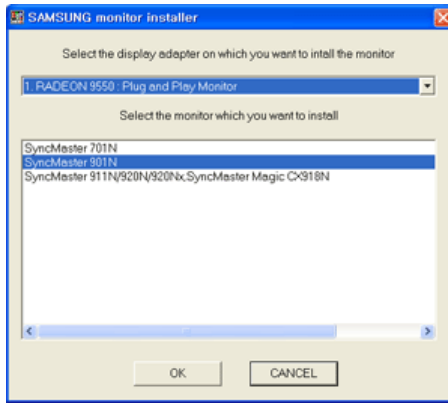 SAMSUNG monitor installer
Select the display adapter on which you want to intall the monitor
1. RADEON 9550 : Plug and Play Monitor
Select the monitor which you want to install
SyncMaster 701N
SyncMaster 901N
SyncMaster 911N/920N/920Nx,SyncMaster Magic CX918N
OK
CANCEL